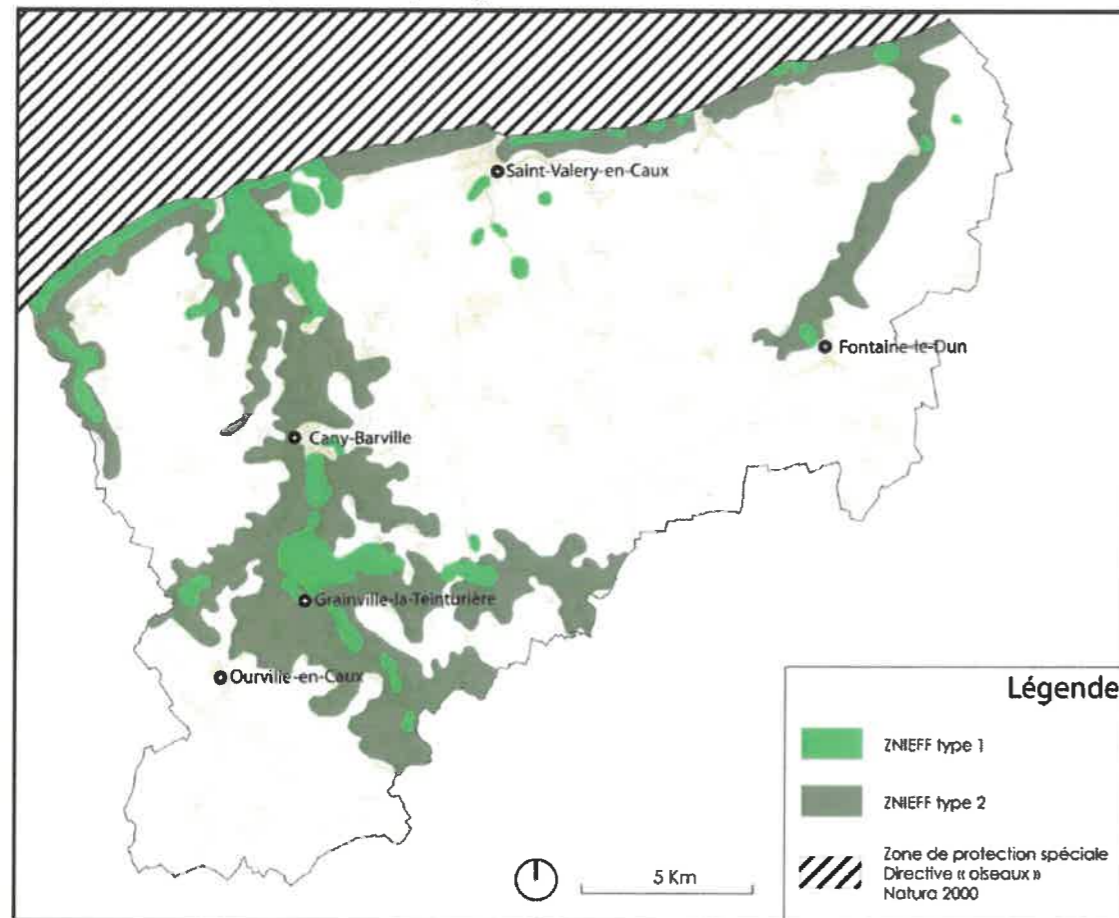 Saint-Valery-en-Caux
Fontaine-le-Dun
Cany-Barville
Grainville-la-Teinturière
Ourville-en-Caux
Légende
ZNIEFF type 1
ZNIEFF type 2
Zone de protection spéciale
Directive « oiseaux »
Natura 2000
5 Km